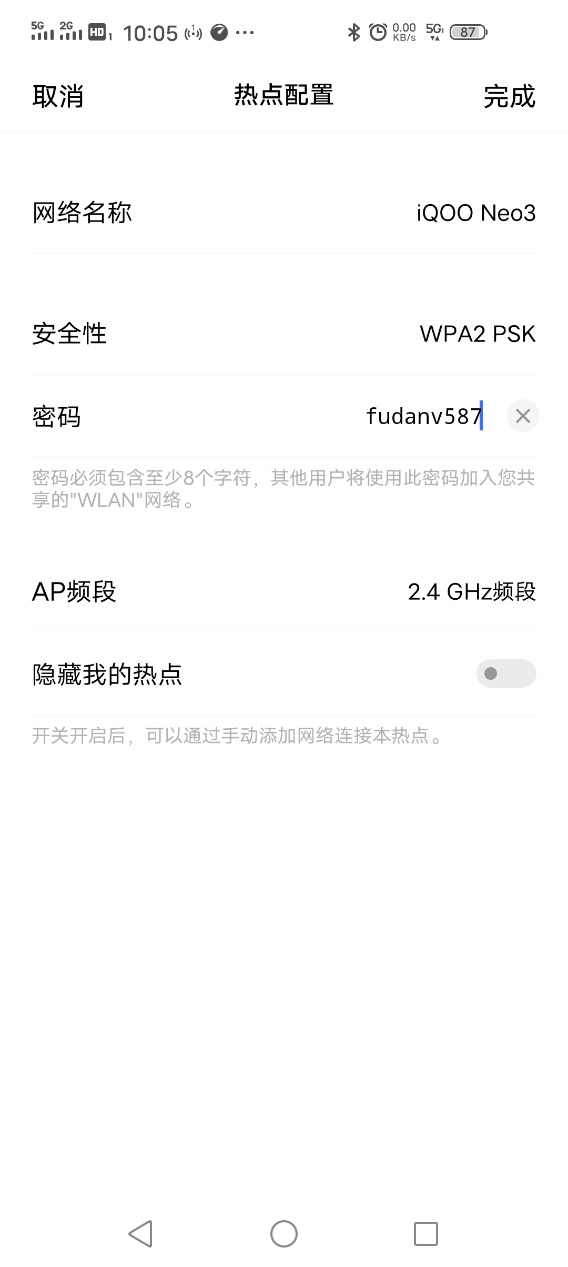 5G 2G HD 1 10:05 0.00 KB/s 5G 87
取消 热点配置 完成
网络名称 iQOO Neo3
安全性 WPA2 PSK
密码 fudanv587
密码必须包含至少8个字符，其他用户将使用此密码加入您共
享的"WLAN"网络。
AP频段 2.4 GHz频段
隐藏我的热点
开关开启后，可以通过手动添加网络连接本热点。